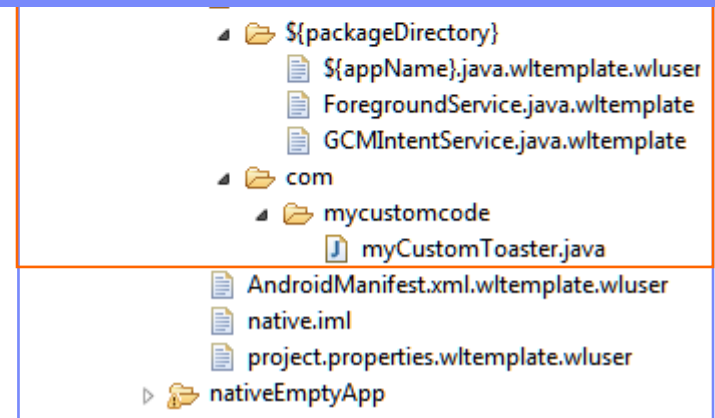 ${packageDirectory}
${appName}.java.wltemplate.wluser
ForegroundService.java.wltemplate
GCMIntentService.java.wltemplate
com
mycustomcode
myCustomToaster.java
AndroidManifest.xml.wltemplate.wluser
native.iml
project.properties.wltemplate.wluser
nativeEmptyApp